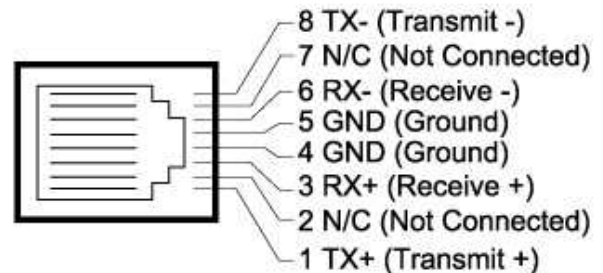 8 TX- (Transmit -)
7 N/C (Not Connected)
6 RX- (Receive -)
5 GND (Ground)
4 GND (Ground)
3 RX+ (Receive +)
2 N/C (Not Connected)
1 TX+ (Transmit +)